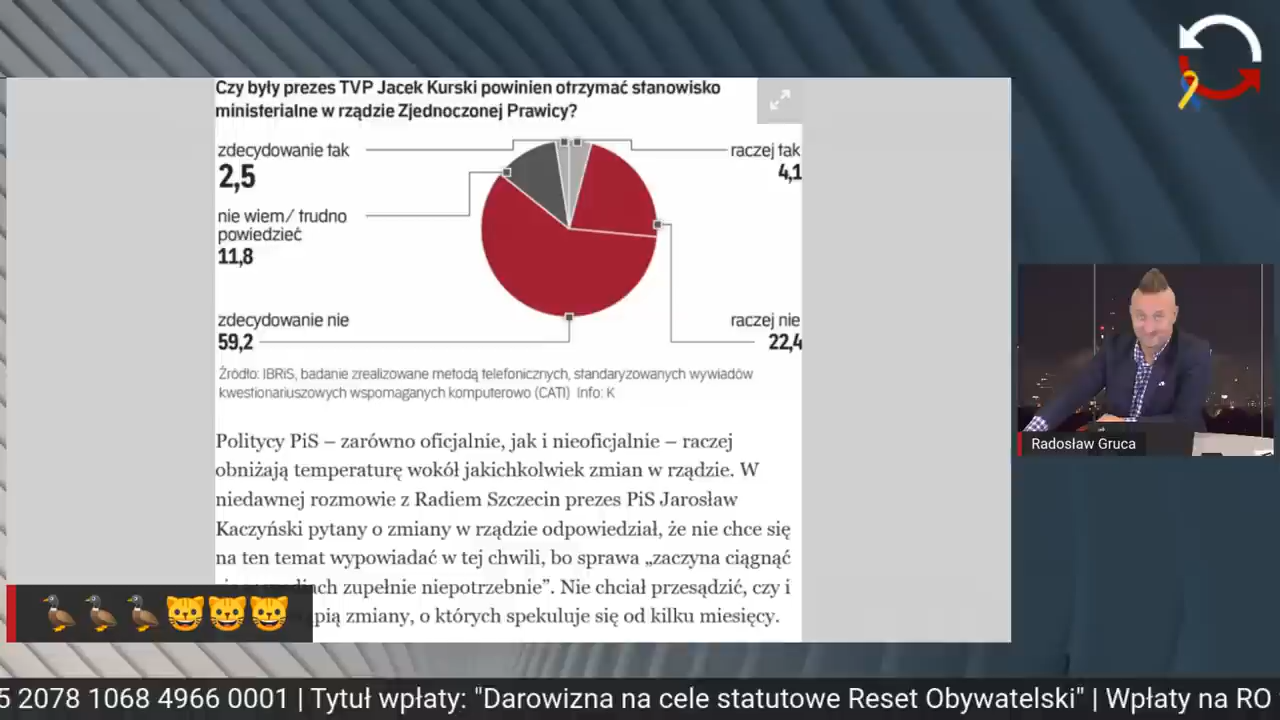 Czy były prezes TVP Jacek Kurski powinien otrzymać stanowisko
ministerialne w rządzie Zjednoczonej Prawicy?
zdecydowanie tak
2,5
raczej tak
4,1
nie wiem/ trudno
powiedzieć
11,8
zdecydowanie nie
59,2
raczej nie
22,4
Źródło: IBRiS, badanie zrealizowane metodą telefonicznych, standaryzowanych wywiadów
kwestionariuszowych wspomaganych komputerowo (CATI) Info: K
Politycy PiS – zarówno oficjalnie, jak i nieoficjalnie – raczej
obniżają temperaturę wokół jakichkolwiek zmian w rządzie. W
niedawnej rozmowie z Radiem Szczecin prezes PiS Jarosław
Kaczyński pytany o zmiany w rządzie odpowiedział, że nie chce się
na ten temat wypowiadać w tej chwili, bo sprawa „zaczyna ciągnąć
zupełnie niepotrzebnie”. Nie chciał przesądzić, czy i
zmiany, o których spekuluje się od kilku miesięcy.
Radosław Gruca
5 2078 1068 4966 0001 | Tytuł wpłaty: "Darowizna na cele statutowe Reset Obywatelski" | Wpłaty na RO